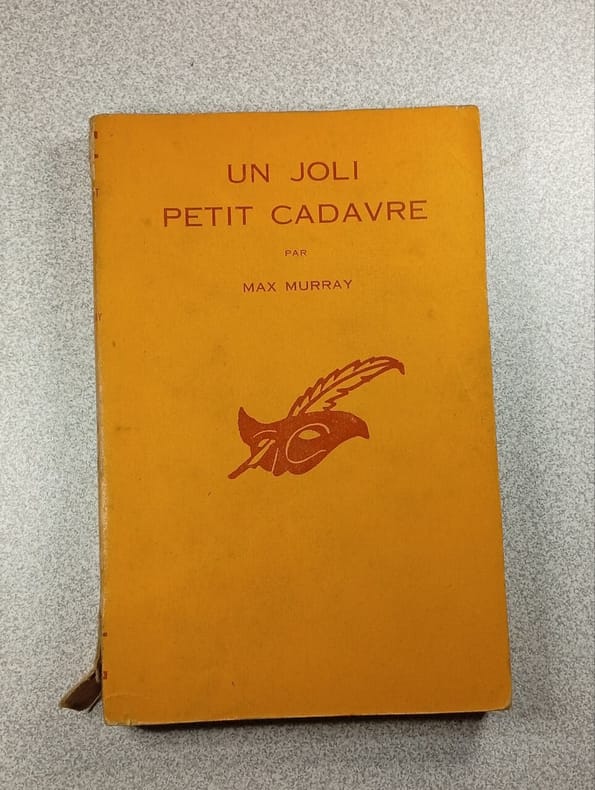 UN JOLI
PETIT CADAVRE
PAR
MAX MURRAY